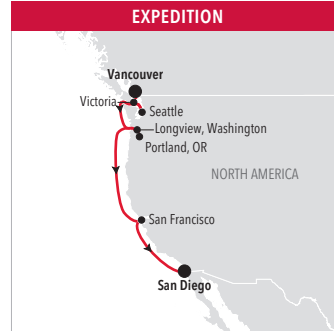 EXPEDITION
Vancouver
Victoria
Seattle
Longview, Washington
Portland, OR
NORTH AMERICA
San Francisco
San Diego